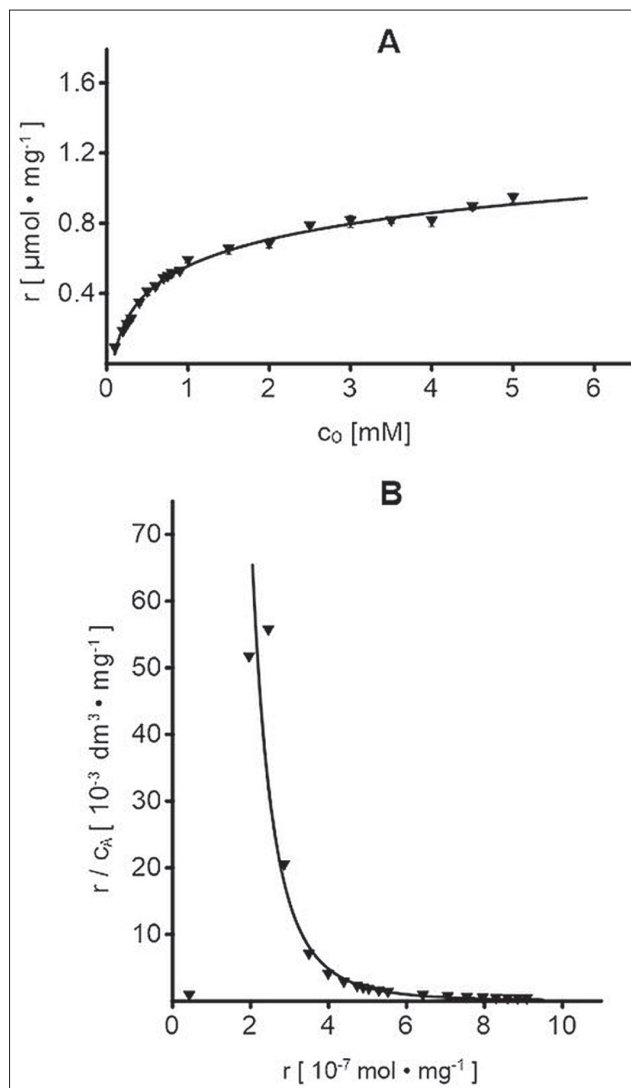 A
1.6
1.2
0.8
0.4
r [ µmol • mg⁻¹ ]
0 1 2 3 4 5 6
c₀ [mM]
B
70
60
50
40
30
20
10
r / c_A [ 10⁻³ dm³ • mg⁻¹ ]
0 2 4 6 8 10
r [ 10⁻⁷ mol • mg⁻¹ ]